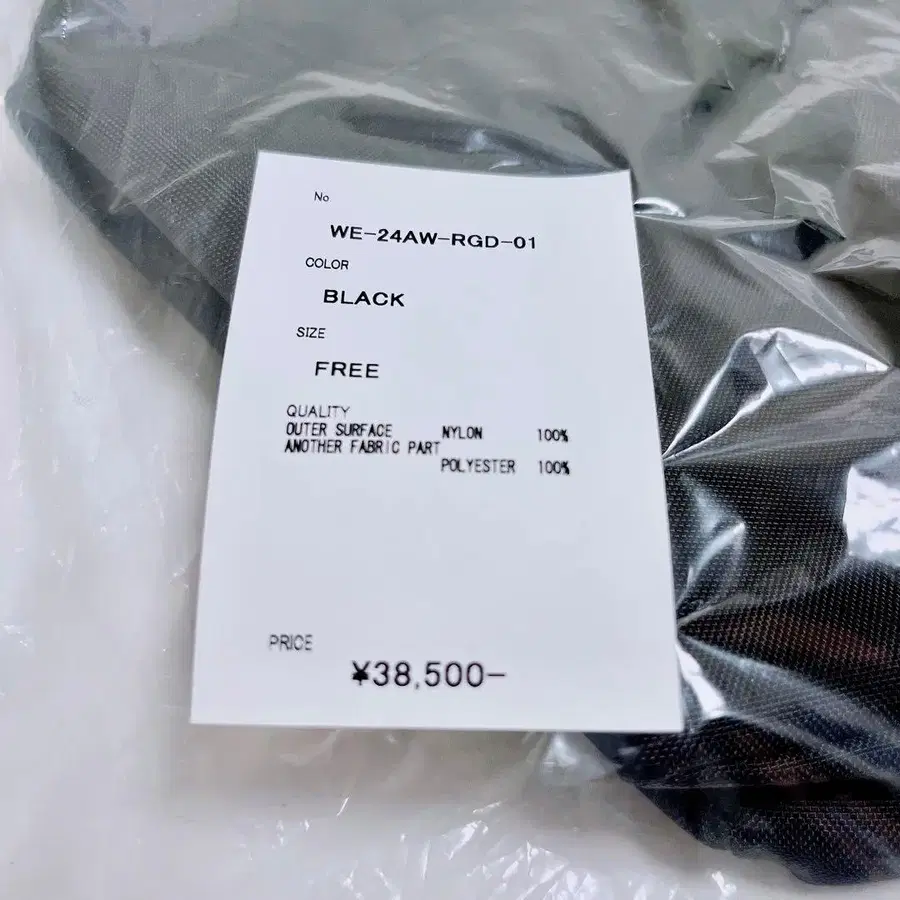 No
WE-24AW-RGD-01
COLOR
BLACK
SIZE
FREE
QUALITY
OUTER SURFACE NYLON 100%
ANOTHER FABRIC PART
POLYESTER 100%
PRICE
¥38,500-